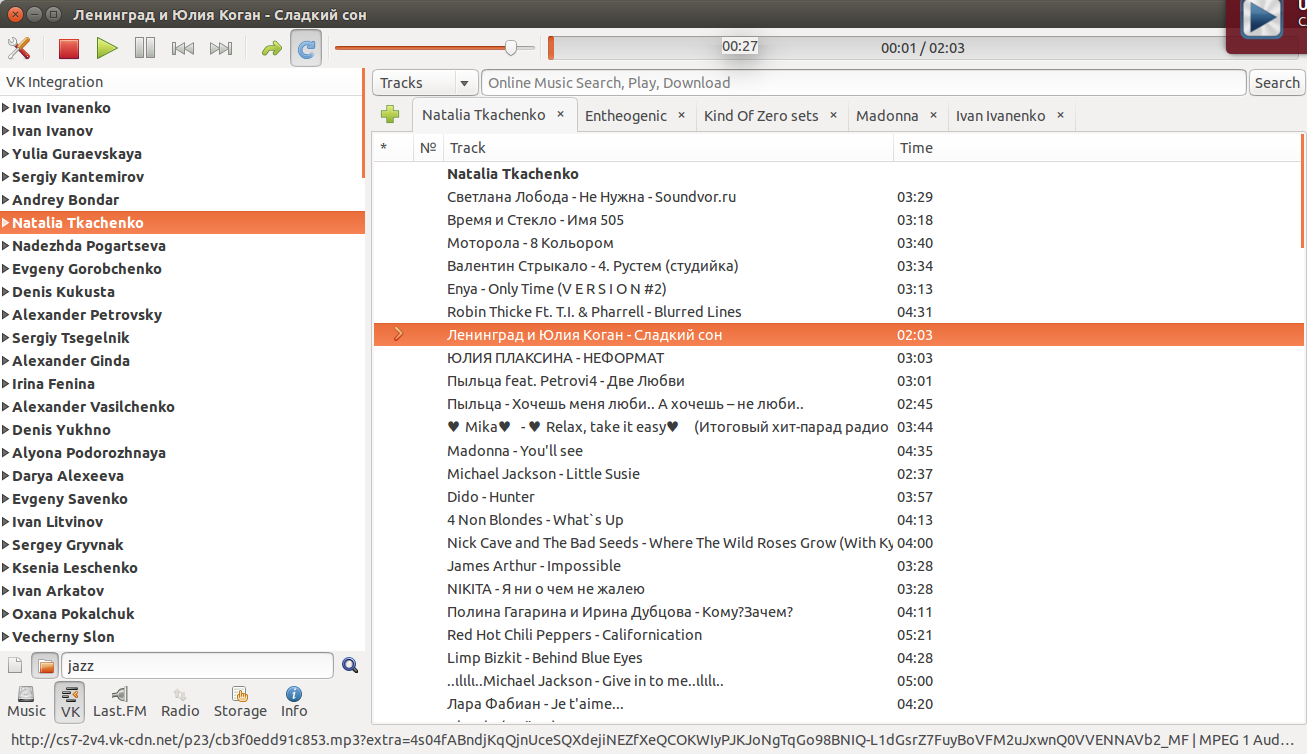 Ленинград и Юлия Коган - Сладкий сон
00:27
00:01 / 02:03
VK Integration
Ivan Ivanenko
Ivan Ivanov
Yulia Guraevskaya
Sergiy Kantemirov
Andrey Bondar
Natalia Tkachenko
Nadezhda Pogartseva
Evgeny Gorobchenko
Denis Kukusta
Alexander Petrovsky
Sergiy Tsegelnik
Alexander Ginda
Irina Fenina
Alexander Vasilchenko
Denis Yukhno
Alyona Podorozhnaya
Darya Alexeeva
Evgeny Savenko
Ivan Litvinov
Sergey Gryvnak
Ksenia Leschenko
Ivan Arkatov
Oxana Pokalchuk
Vecherny Slon
jazz
Music VK Last.FM Radio Storage Info
Tracks Online Music Search, Play, Download Search
Natalia Tkachenko × Entheogenic × Kind Of Zero sets × Madonna × Ivan Ivanenko ×
* № Track Time
Natalia Tkachenko
Светлана Лобода - Не Нужна - Soundvor.ru 03:29
Время и Стекло - Имя 505 03:18
Моторола - 8 Кольором 03:40
Валентин Стрыкало - 4. Рустем (студийка) 03:34
Enya - Only Time (V E R S I O N #2) 03:13
Robin Thicke Ft. T.I. & Pharrell - Blurred Lines 04:31
Ленинград и Юлия Коган - Сладкий сон 02:03
ЮЛИЯ ПЛАКСИНА - НЕФОРМАТ 03:03
Пыльца feat. Petrovi4 - Две Любви 03:01
Пыльца - Хочешь меня люби.. А хочешь – не люби.. 02:45
♥ Mika♥ - ♥ Relax, take it easy♥ (Итоговый хит-парад радио 03:44
Madonna - You'll see 04:35
Michael Jackson - Little Susie 02:37
Dido - Hunter 03:57
4 Non Blondes - What`s Up 04:13
Nick Cave and The Bad Seeds - Where The Wild Roses Grow (With Ky 04:00
James Arthur - Impossible 03:28
NIKITA - Я ни о чем не жалею 03:28
Полина Гагарина и Ирина Дубцова - Кому?Зачем? 04:11
Red Hot Chili Peppers - Californication 05:21
Limp Bizkit - Behind Blue Eyes 04:28
..ιlιlι..Michael Jackson - Give in to me..ιlιlι.. 05:00
Лара Фабиан - Je t'aime... 04:20
http://cs7-2v4.vk-cdn.net/p23/cb3f0edd91c853.mp3?extra=4s04fABndjKqQjnUceSQXdejiNEZfXeQCOKWIyPJKJoNgTqGo98BNIQ-L1dGsrZ7FuyBoVFM2uJxwnQ0VVENNAVb2_MF | MPEG 1 Aud...